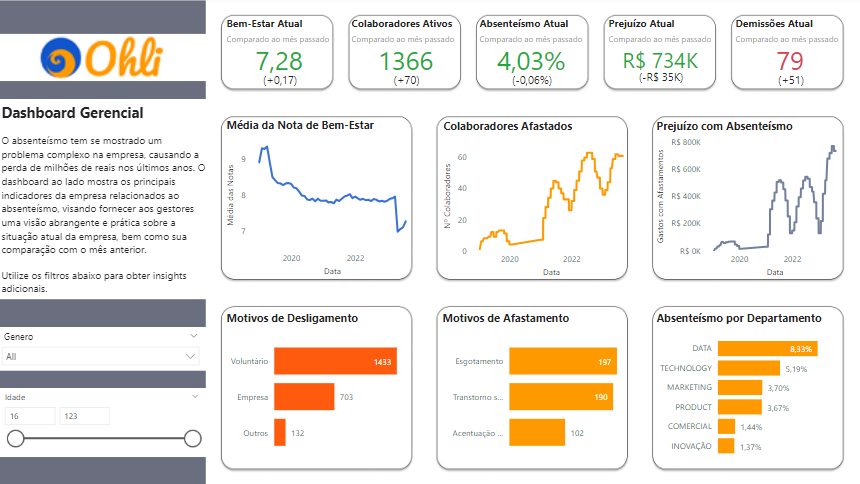 Ohli
Dashboard Gerencial
O absenteísmo tem se mostrado um
problema complexo na empresa, causando a
perda de milhões de reais nos últimos anos. O
dashboard ao lado mostra os principais
indicadores da empresa relacionados ao
absenteísmo, visando fornecer aos gestores
uma visão abrangente e prática sobre a
situação atual da empresa, bem como sua
comparação com o mês anterior.
Utilize os filtros abaixo para obter insights
adicionais.
Genero
All
Idade
16
123
Bem-Estar Atual
Comparado ao mês passado
7,28
(+0,17)
Colaboradores Ativos
Comparado ao mês passado
1366
(+70)
Absenteísmo Atual
Comparado ao mês passado
4,03%
(-0,06%)
Prejuízo Atual
Comparado ao mês passado
R$ 734K
(-R$ 35K)
Demissões Atual
Comparado ao mês passado
79
(+51)
Média da Nota de Bem-Estar
Média das Notas
9
8
7
2020
2022
Data
Colaboradores Afastados
Nº Colaboradores
60
40
20
0
2020
2022
Data
Prejuízo com Absenteísmo
Gastos com Afastamentos
R$ 800K
R$ 600K
R$ 400K
R$ 200K
R$ 0K
2020
2022
Data
Motivos de Desligamento
Voluntário 1433
Empresa 703
Outros 132
Motivos de Afastamento
Esgotamento 197
Transtorno s... 190
Acentuação ... 102
Absenteísmo por Departamento
DATA 8,33%
TECHNOLOGY 5,19%
MARKETING 3,70%
PRODUCT 3,67%
COMERCIAL 1,44%
INOVAÇÃO 1,37%